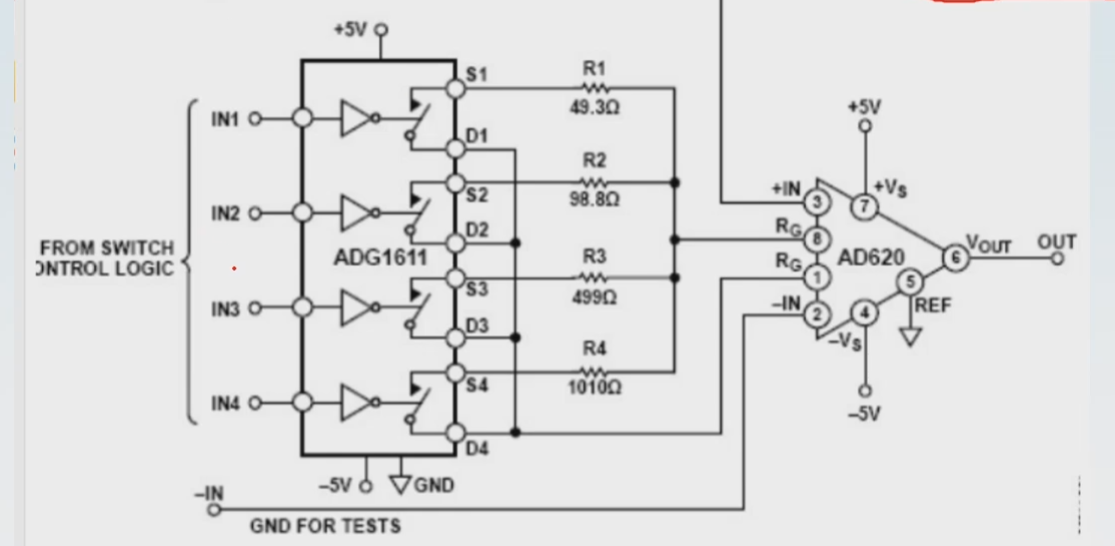 +5V
S1
R1
49.3Ω
IN1
D1
R2
98.8Ω
S2
IN2
D2
FROM SWITCH
ONTROL LOGIC
ADG1611
R3
499Ω
S3
IN3
D3
R4
1010Ω
S4
IN4
D4
+5V
+IN
3
7
+VS
RG
8
AD620
6
VOUT
OUT
RG
1
5
REF
–IN
2
4
–VS
–5V
–5V
GND
–IN
GND FOR TESTS